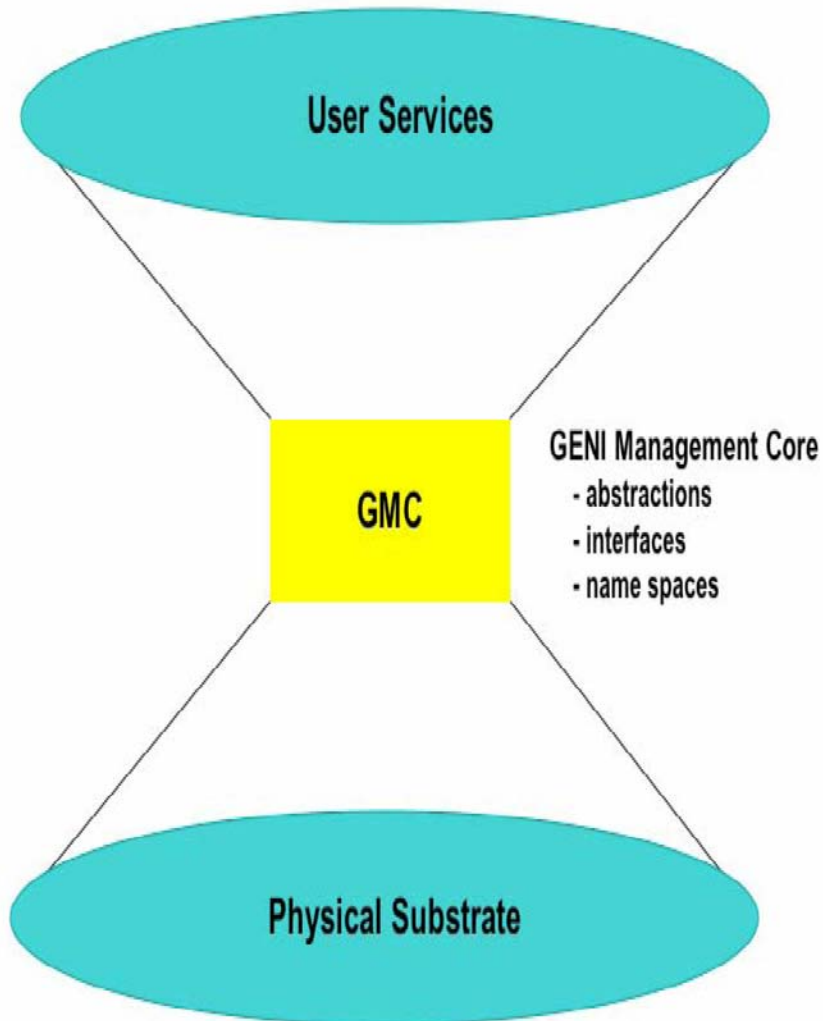 User Services
GMC
GENI Management Core
- abstractions
- interfaces
- name spaces
Physical Substrate